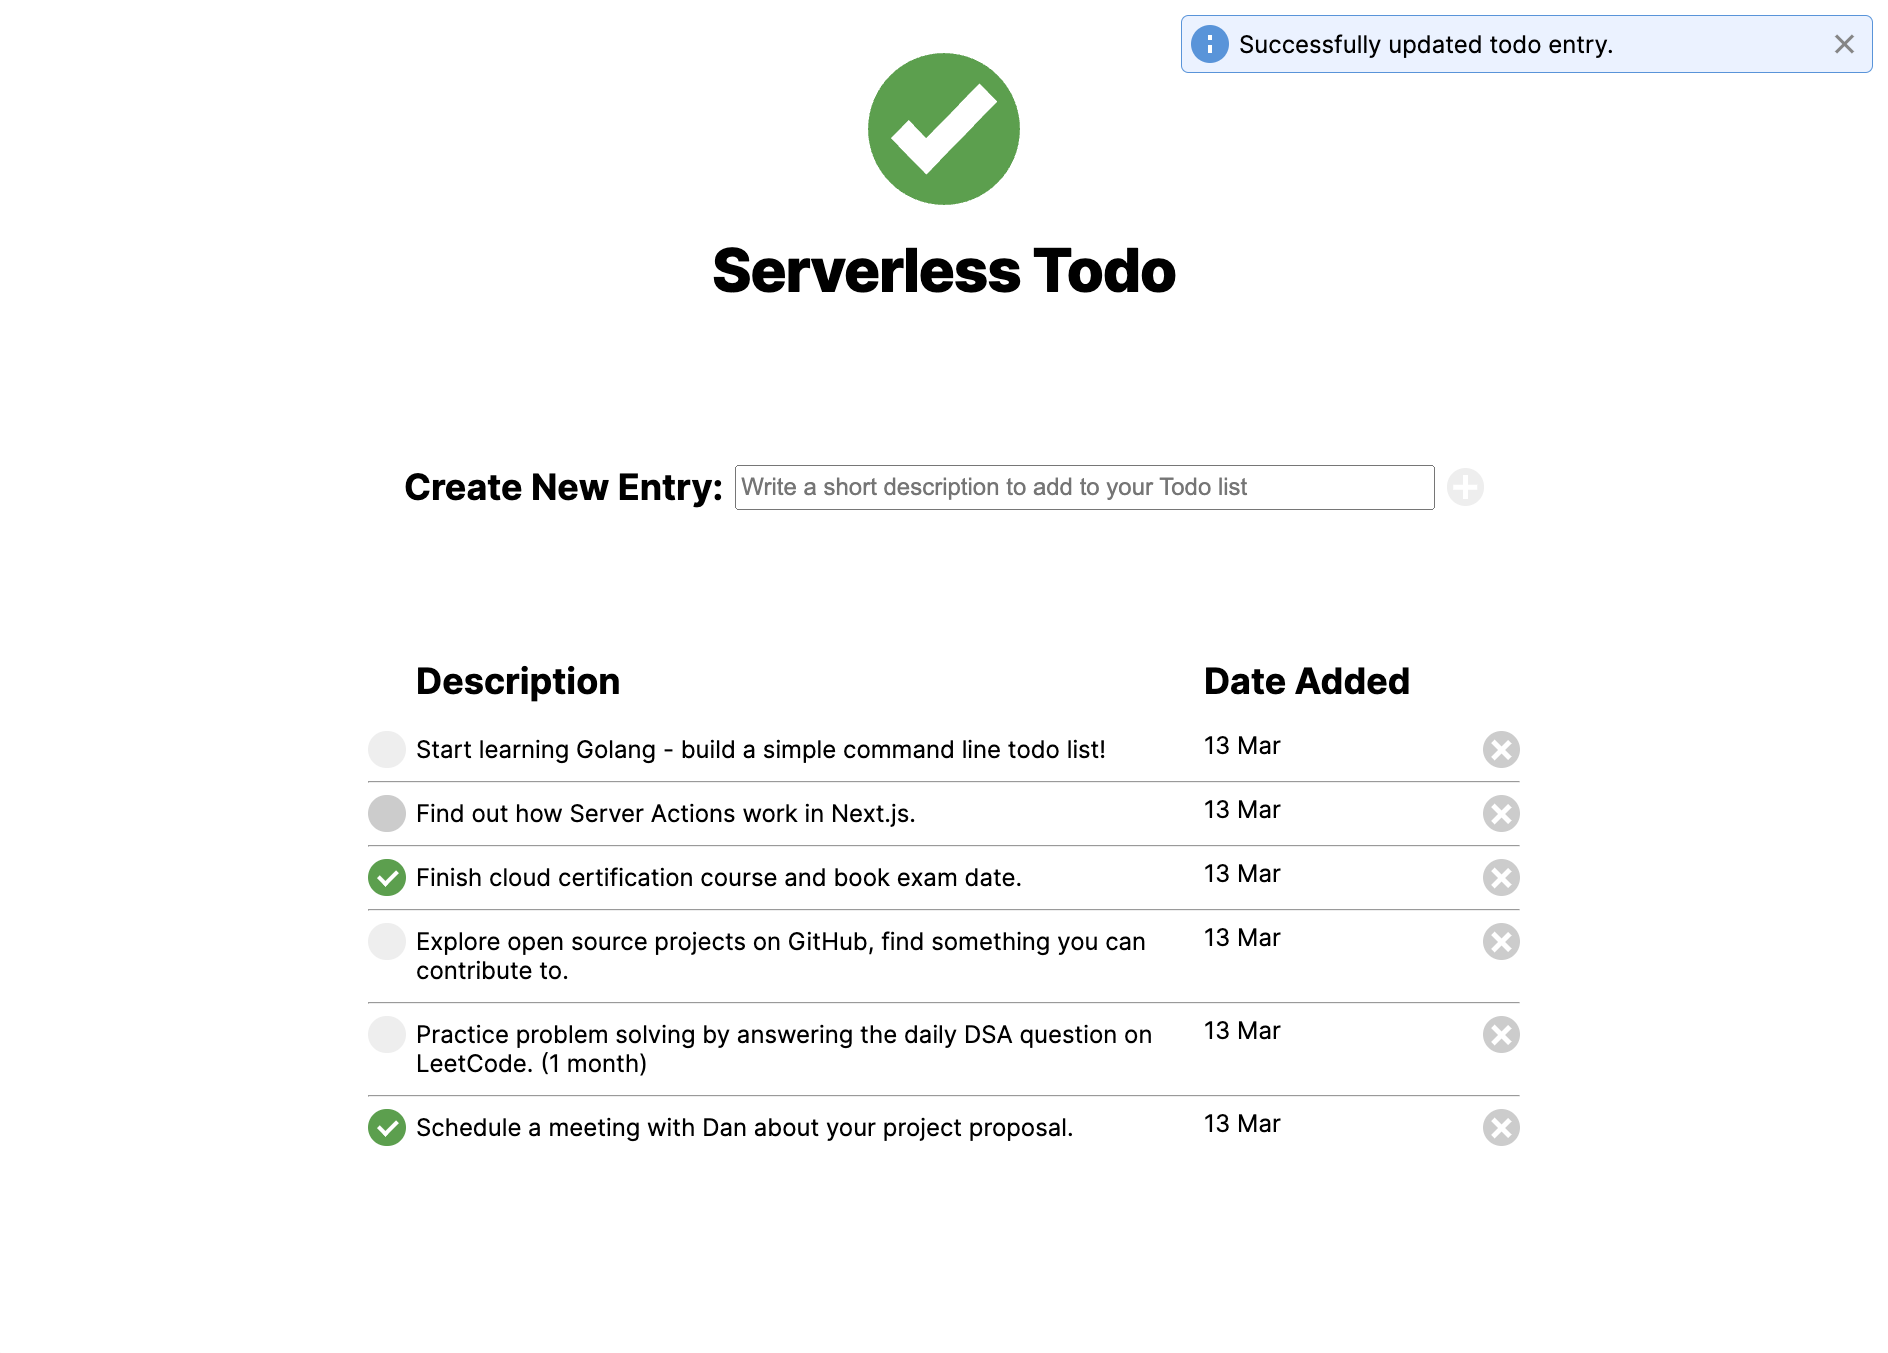 Successfully updated todo entry.
Serverless Todo
Create New Entry: Write a short description to add to your Todo list
Description Date Added
Start learning Golang - build a simple command line todo list! 13 Mar
Find out how Server Actions work in Next.js. 13 Mar
Finish cloud certification course and book exam date. 13 Mar
Explore open source projects on GitHub, find something you can 13 Mar
contribute to.
Practice problem solving by answering the daily DSA question on 13 Mar
LeetCode. (1 month)
Schedule a meeting with Dan about your project proposal. 13 Mar